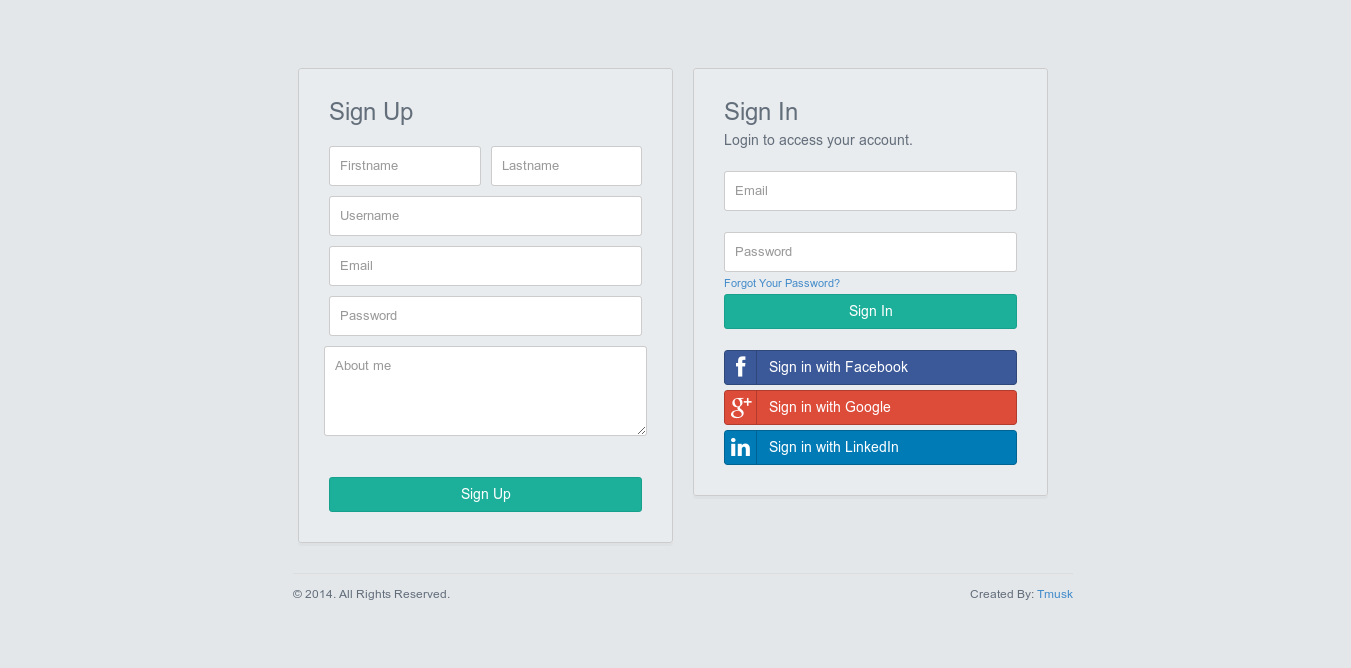 Sign Up
Firstname
Lastname
Username
Email
Password
About me
Sign Up
Sign In
Login to access your account.
Email
Password
Forgot Your Password?
Sign In
f Sign in with Facebook
g+ Sign in with Google
in Sign in with LinkedIn
© 2014. All Rights Reserved.
Created By: Tmusk